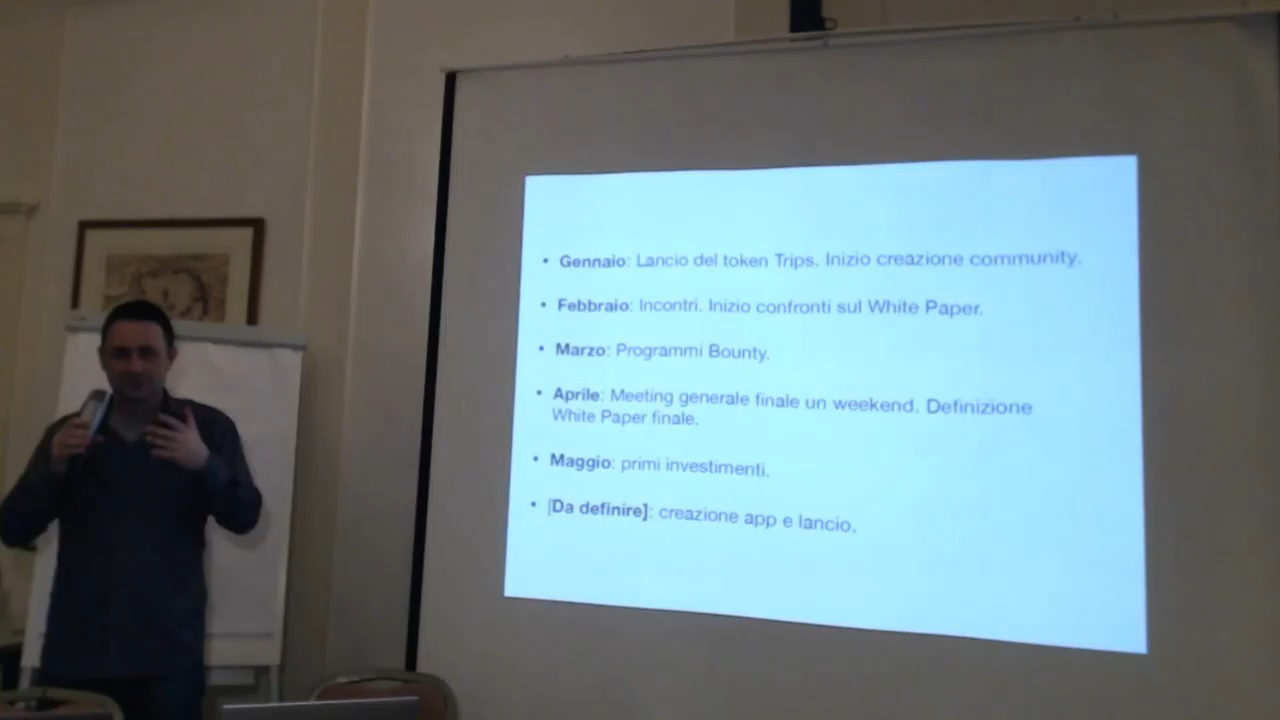 • Gennaio: Lancio del token Trips. Inizio creazione community.
• Febbraio: Incontri. Inizio confronti sul White Paper.
• Marzo: Programmi Bounty.
• Aprile: Meeting generale finale un weekend. Definizione
White Paper finale.
• Maggio: primi investimenti.
• [Da definire]: creazione app e lancio.